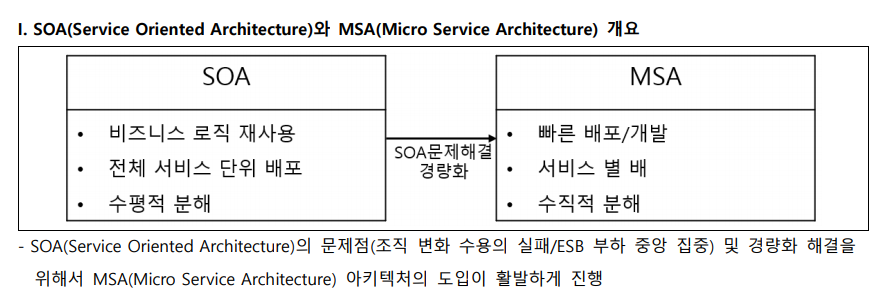 I. SOA(Service Oriented Architecture)와 MSA(Micro Service Architecture) 개요
SOA
• 비즈니스 로직 재사용
• 전체 서비스 단위 배포
• 수평적 분해
SOA문제해결
경량화
MSA
• 빠른 배포/개발
• 서비스 별 배
• 수직적 분해
- SOA(Service Oriented Architecture)의 문제점(조직 변화 수용의 실패/ESB 부하 중앙 집중) 및 경량화 해결을
위해서 MSA(Micro Service Architecture) 아키텍처의 도입이 활발하게 진행